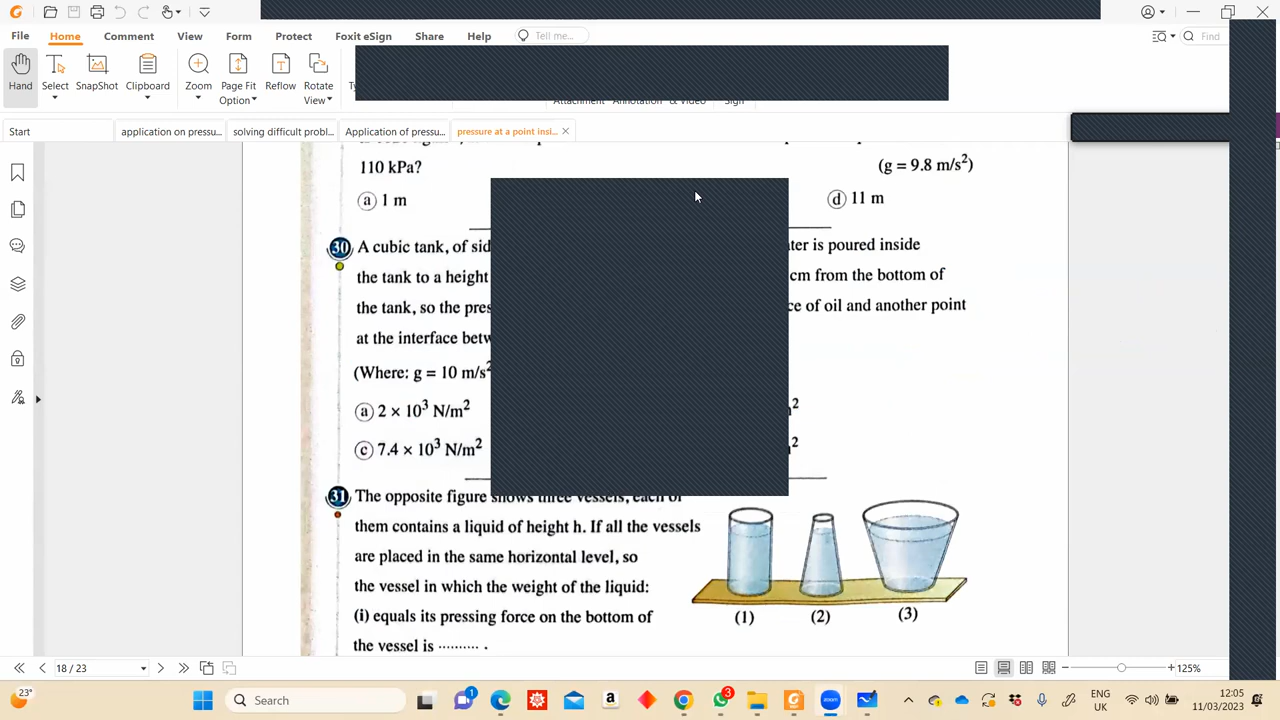 File Home Comment View Form Protect Foxit eSign Share Help Tell me... Find
Hand Select SnapShot Clipboard Zoom Page Fit Option Reflow Rotate View
Start application on pressu... solving difficult probl... Application of pressu... pressure at a point insi...
110 kPa? (g = 9.8 m/s²)
a 1 m d 11 m
30 A cubic tank, of sid ter is poured inside
the tank to a height cm from the bottom of
the tank, so the pres ce of oil and another point
at the interface betw
(Where: g = 10 m/s²
a 2 × 10³ N/m²
c 7.4 × 10³ N/m²
31 The opposite figure shows three vessels, each of
them contains a liquid of height h. If all the vessels
are placed in the same horizontal level, so
the vessel in which the weight of the liquid:
(i) equals its pressing force on the bottom of
the vessel is .......... .
(1) (2) (3)
18 / 23 125%
23° Search 1 3 ENG UK 12:05 11/03/2023